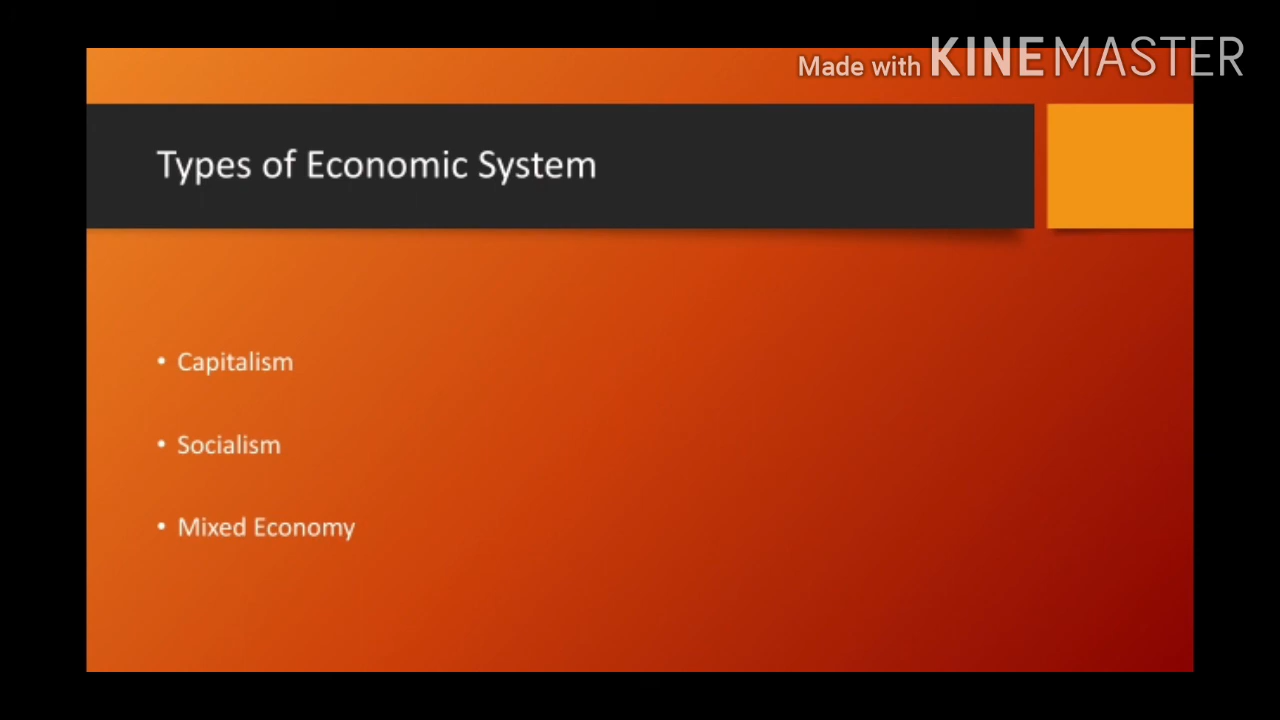 Made with KINEMASTER
Types of Economic System
• Capitalism
• Socialism
• Mixed Economy